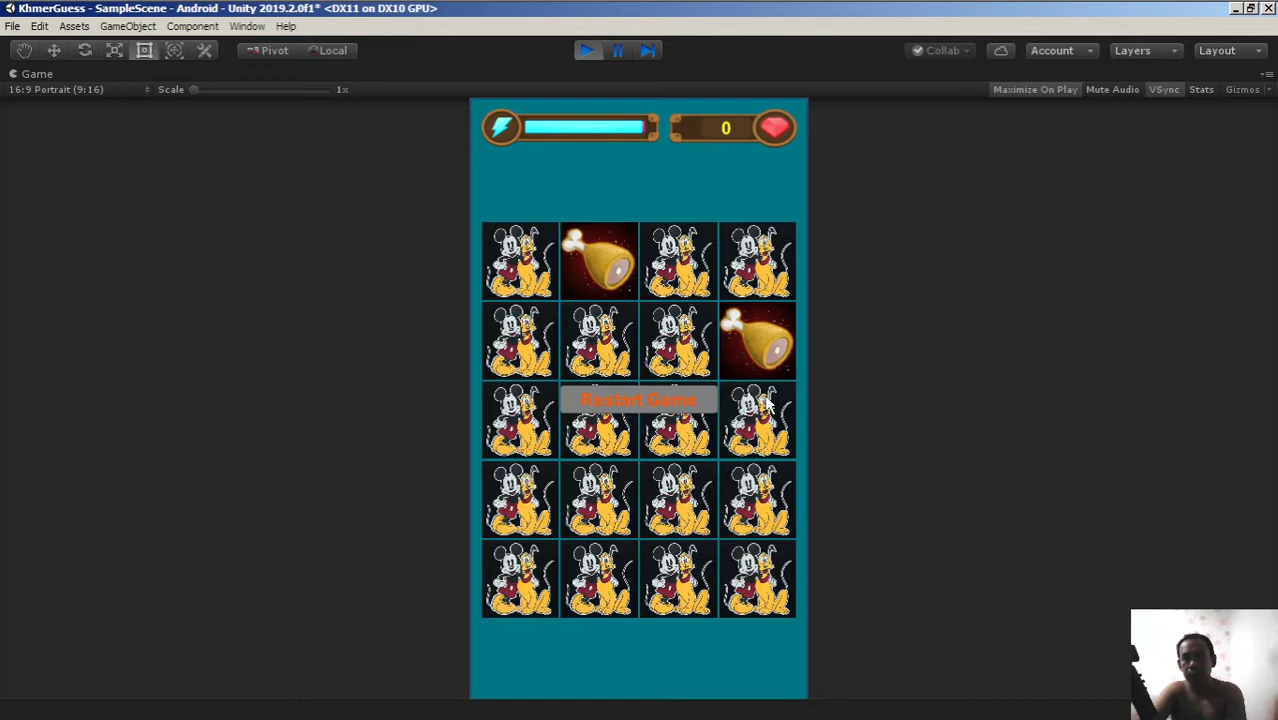 KhmerGuess - SampleScene - Android - Unity 2019.2.0f1* <DX11 on DX10 GPU>
File Edit Assets GameObject Component Window Help
Pivot Local Collab Account Layers Layout
Game
16:9 Portrait (9:16) Scale 1x Maximize On Play Mute Audio VSync Stats Gizmos
0
Restart Game